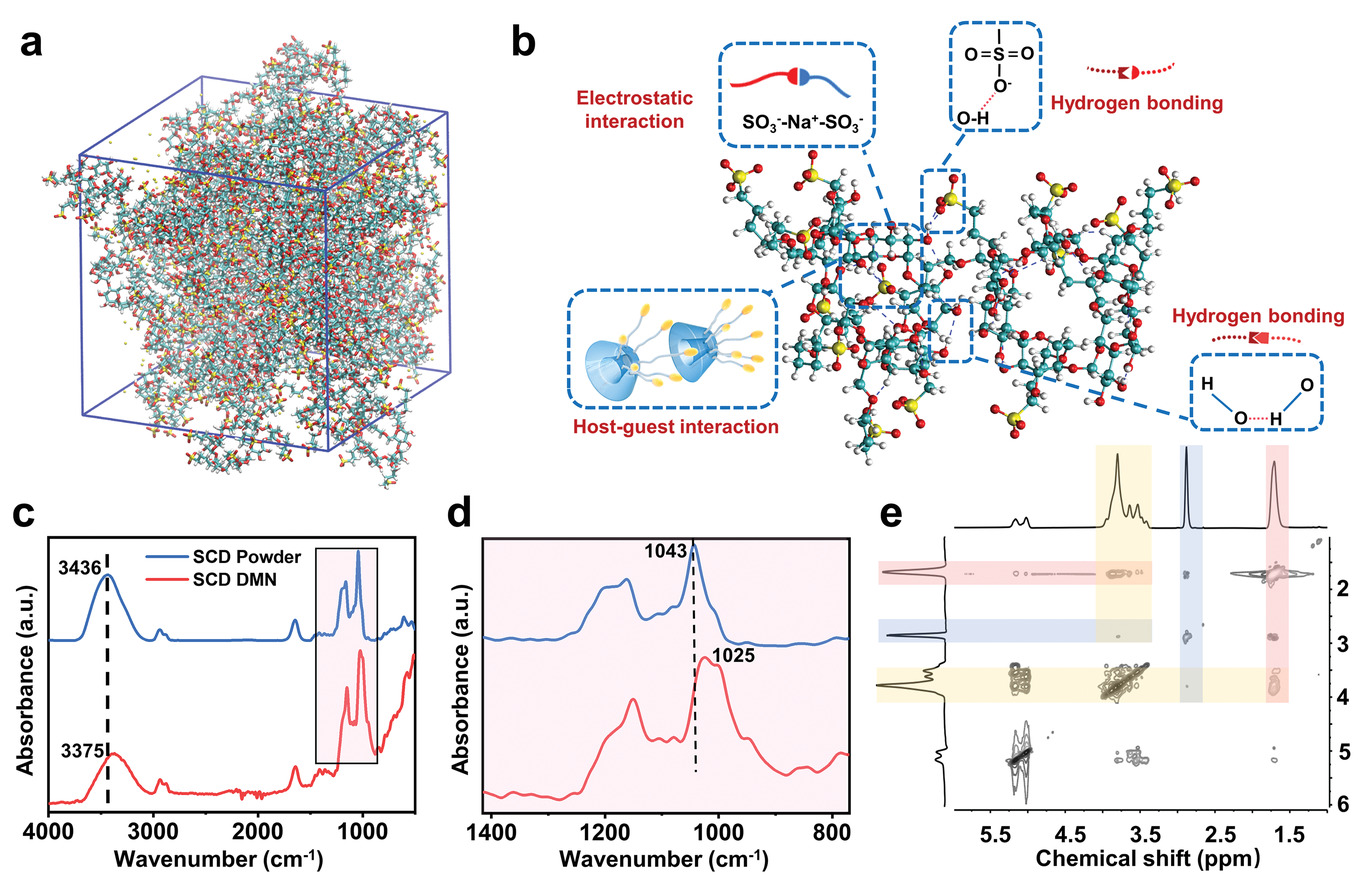 a
b
Electrostatic
interaction
SO₃⁻-Na⁺-SO₃⁻
O=S=O
O⁻
O-H
Hydrogen bonding
Host-guest interaction
Hydrogen bonding
H
O
O
H
c
SCD Powder
SCD DMN
3436
3375
Absorbance (a.u.)
4000
3000
2000
1000
Wavenumber (cm⁻¹)
d
1043
1025
Absorbance (a.u.)
1400
1200
1000
800
Wavenumber (cm⁻¹)
e
2
3
4
5
6
5.5
4.5
3.5
2.5
1.5
Chemical shift (ppm)